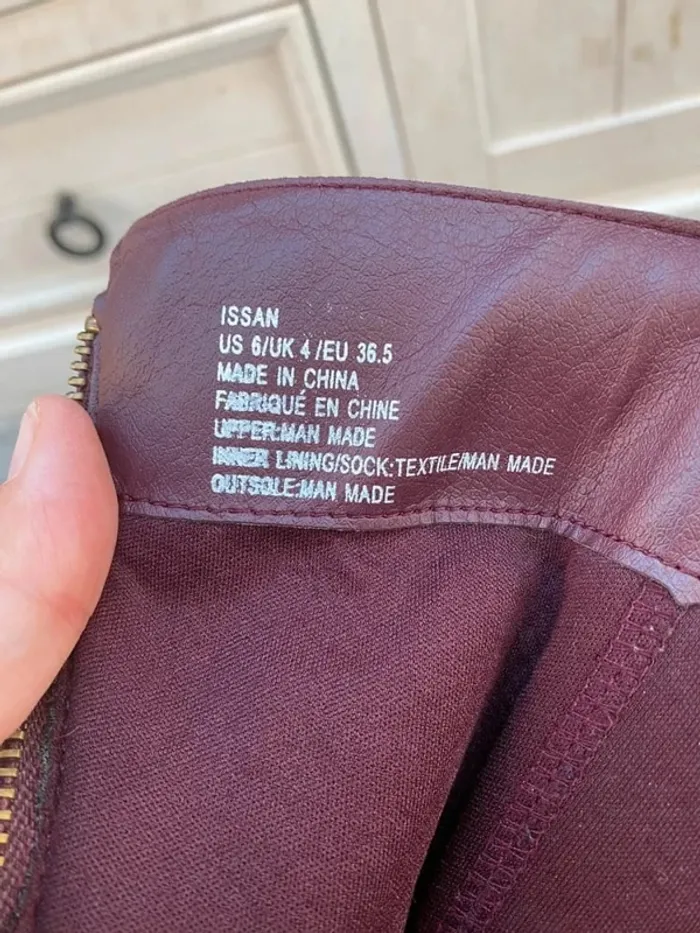 ISSAN
US 6/UK 4 /EU 36.5
MADE IN CHINA
FABRIQUÉ EN CHINE
UPPER:MAN MADE
INNER LINING/SOCK:TEXTILE/MAN MADE
OUTSOLE:MAN MADE